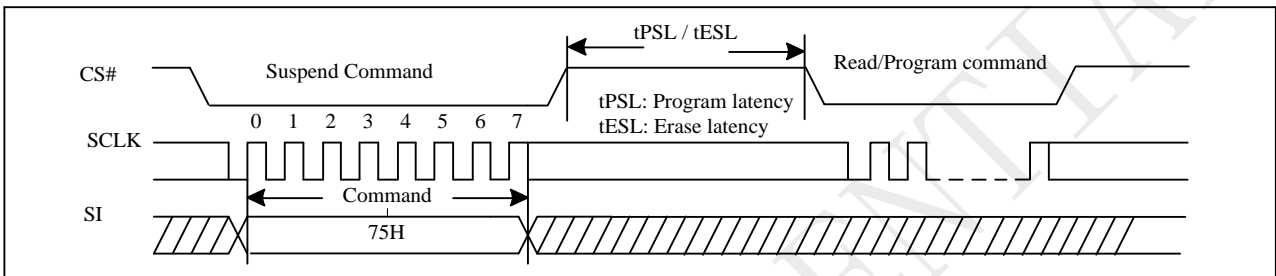 tPSL / tESL
CS#
Suspend Command
Read/Program command
tPSL: Program latency
tESL: Erase latency
0 1 2 3 4 5 6 7
SCLK
Command
SI
75H